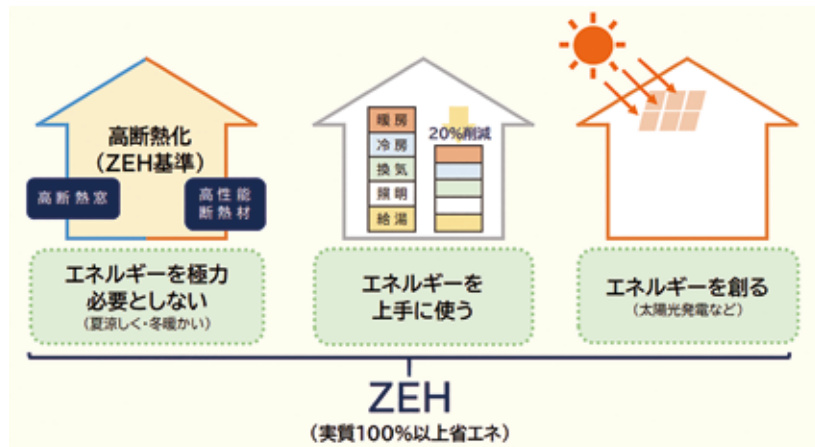 高断熱化
(ZEH基準)
高断熱窓
高性能
断熱材
エネルギーを極力
必要としない
(夏涼しく・冬暖かい)
暖房
冷房
換気
照明
給湯
20%削減
エネルギーを
上手に使う
エネルギーを創る
(太陽光発電など)
ZEH
(実質100%以上省エネ)